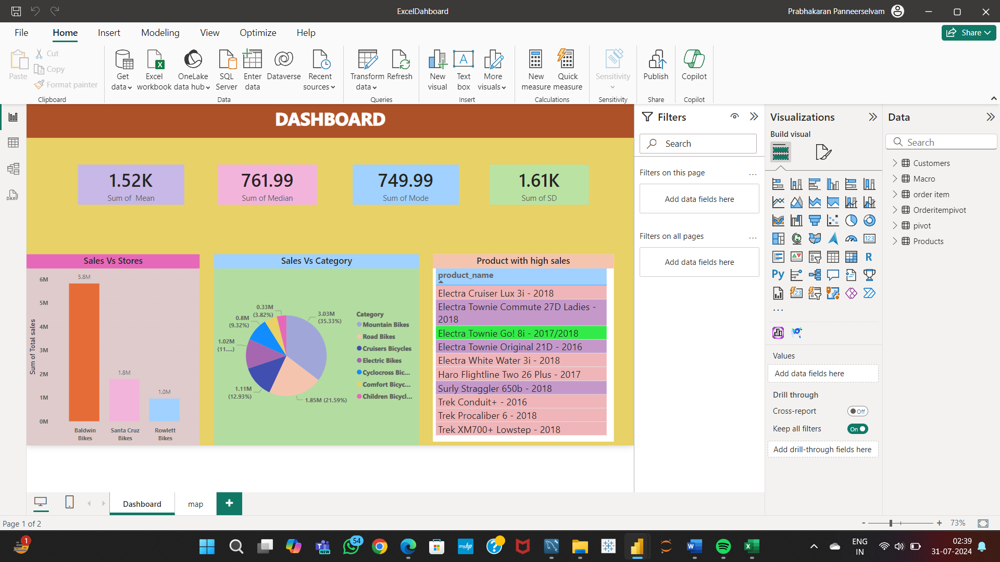 ExcelDahboard
Prabhakaran Panneerselvam
File Home Insert Modeling View Optimize Help
Share
Paste
Cut
Copy
Format painter
Clipboard
Get data
Excel workbook
OneLake data hub
SQL Server
Enter data
Dataverse
Recent sources
Data
Transform data
Refresh
Queries
New visual
Text box
More visuals
Insert
New measure
Quick measure
Calculations
Sensitivity
Sensitivity
Publish
Share
Copilot
Copilot
DASHBOARD
1.52K
Sum of Mean
761.99
Sum of Median
749.99
Sum of Mode
1.61K
Sum of SD
Sales Vs Stores
Sum of Total sales
6M
5M
4M
3M
2M
1M
0M
5.8M
1.8M
1.0M
Baldwin Bikes
Santa Cruz Bikes
Rowlett Bikes
Sales Vs Category
0.33M
(3.82%)
0.8M
(9.32%)
1.02M
(11....)
1.11M
(12.93%)
1.85M (21.59%)
3.03M
(35.33%)
Category
Mountain Bikes
Road Bikes
Cruisers Bicycles
Electric Bikes
Cyclocross Bic...
Comfort Bicyc...
Children Bicycl...
Product with high sales
product_name
Electra Cruiser Lux 3i - 2018
Electra Townie Commute 27D Ladies -
2018
Electra Townie Go! 8i - 2017/2018
Electra Townie Original 21D - 2016
Electra White Water 3i - 2018
Haro Flightline Two 26 Plus - 2017
Surly Straggler 650b - 2018
Trek Conduit+ - 2016
Trek Procaliber 6 - 2018
Trek XM700+ Lowstep - 2018
Filters
Search
Filters on this page ...
Add data fields here
Filters on all pages ...
Add data fields here
Visualizations
Build visual
123
R
Py
123
...
Values
Add data fields here
Drill through
Cross-report Off
Keep all filters On
Add drill-through fields here
Data
Search
Customers
Macro
order item
Orderitempivot
pivot
Products
DAX
Dashboard map +
Page 1 of 2
- + 73%
1
NEW
54
myhp
ENG
IN
02:39
31-07-2024